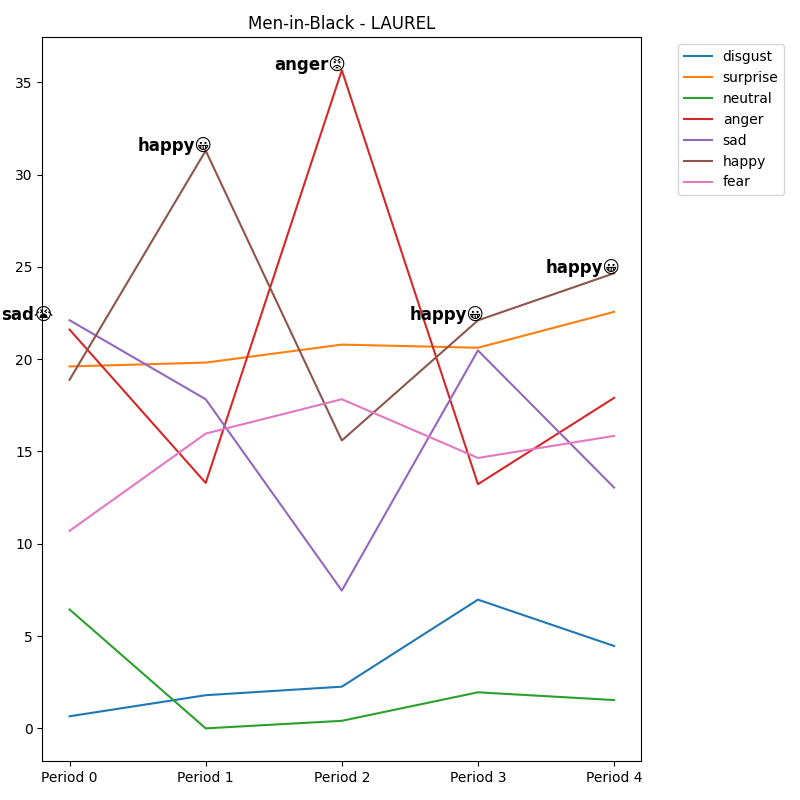 Men-in-Black - LAUREL
anger😡
happy😀
happy😀
sad😭
happy😀
35
30
25
20
15
10
5
0
Period 0
Period 1
Period 2
Period 3
Period 4
disgust
surprise
neutral
anger
sad
happy
fear